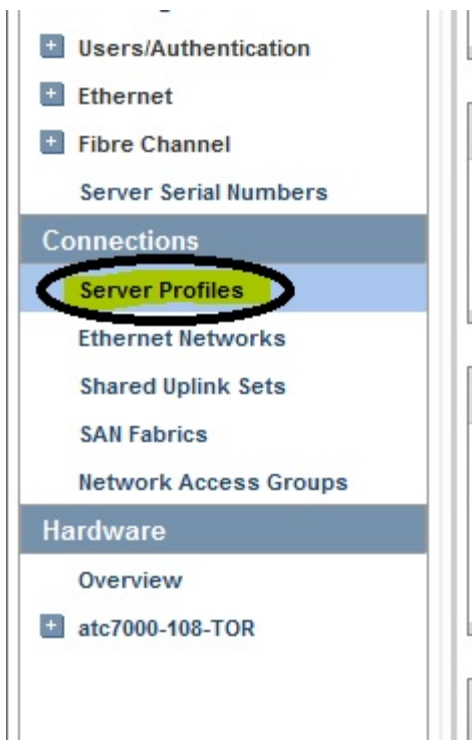 Users/Authentication
Ethernet
Fibre Channel
Server Serial Numbers
Connections
Server Profiles
Ethernet Networks
Shared Uplink Sets
SAN Fabrics
Network Access Groups
Hardware
Overview
atc7000-108-TOR